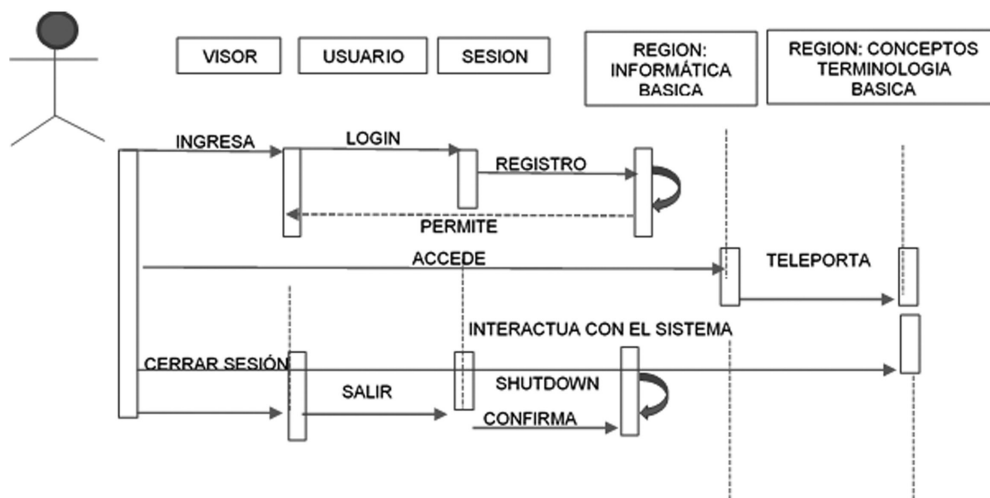 VISOR
USUARIO
SESION
REGION:
INFORMÁTICA
BASICA
REGION: CONCEPTOS
TERMINOLOGIA
BASICA
INGRESA
LOGIN
REGISTRO
PERMITE
ACCEDE
TELEPORTA
INTERACTUA CON EL SISTEMA
CERRAR SESIÓN
SALIR
SHUTDOWN
CONFIRMA